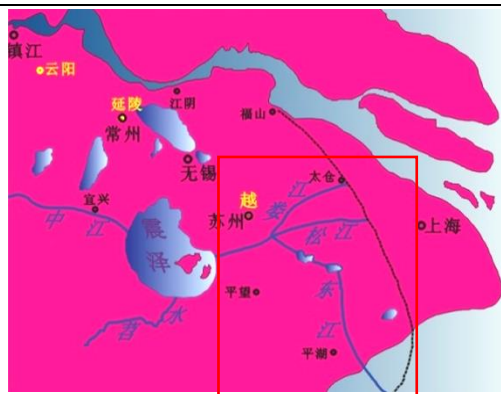 镇江
云阳
延陵
江阴
常州
福山
无锡
太仓
宜兴
越
苏州
娄江
松江
上海
中江
震泽
平望
东江
苕水
平湖